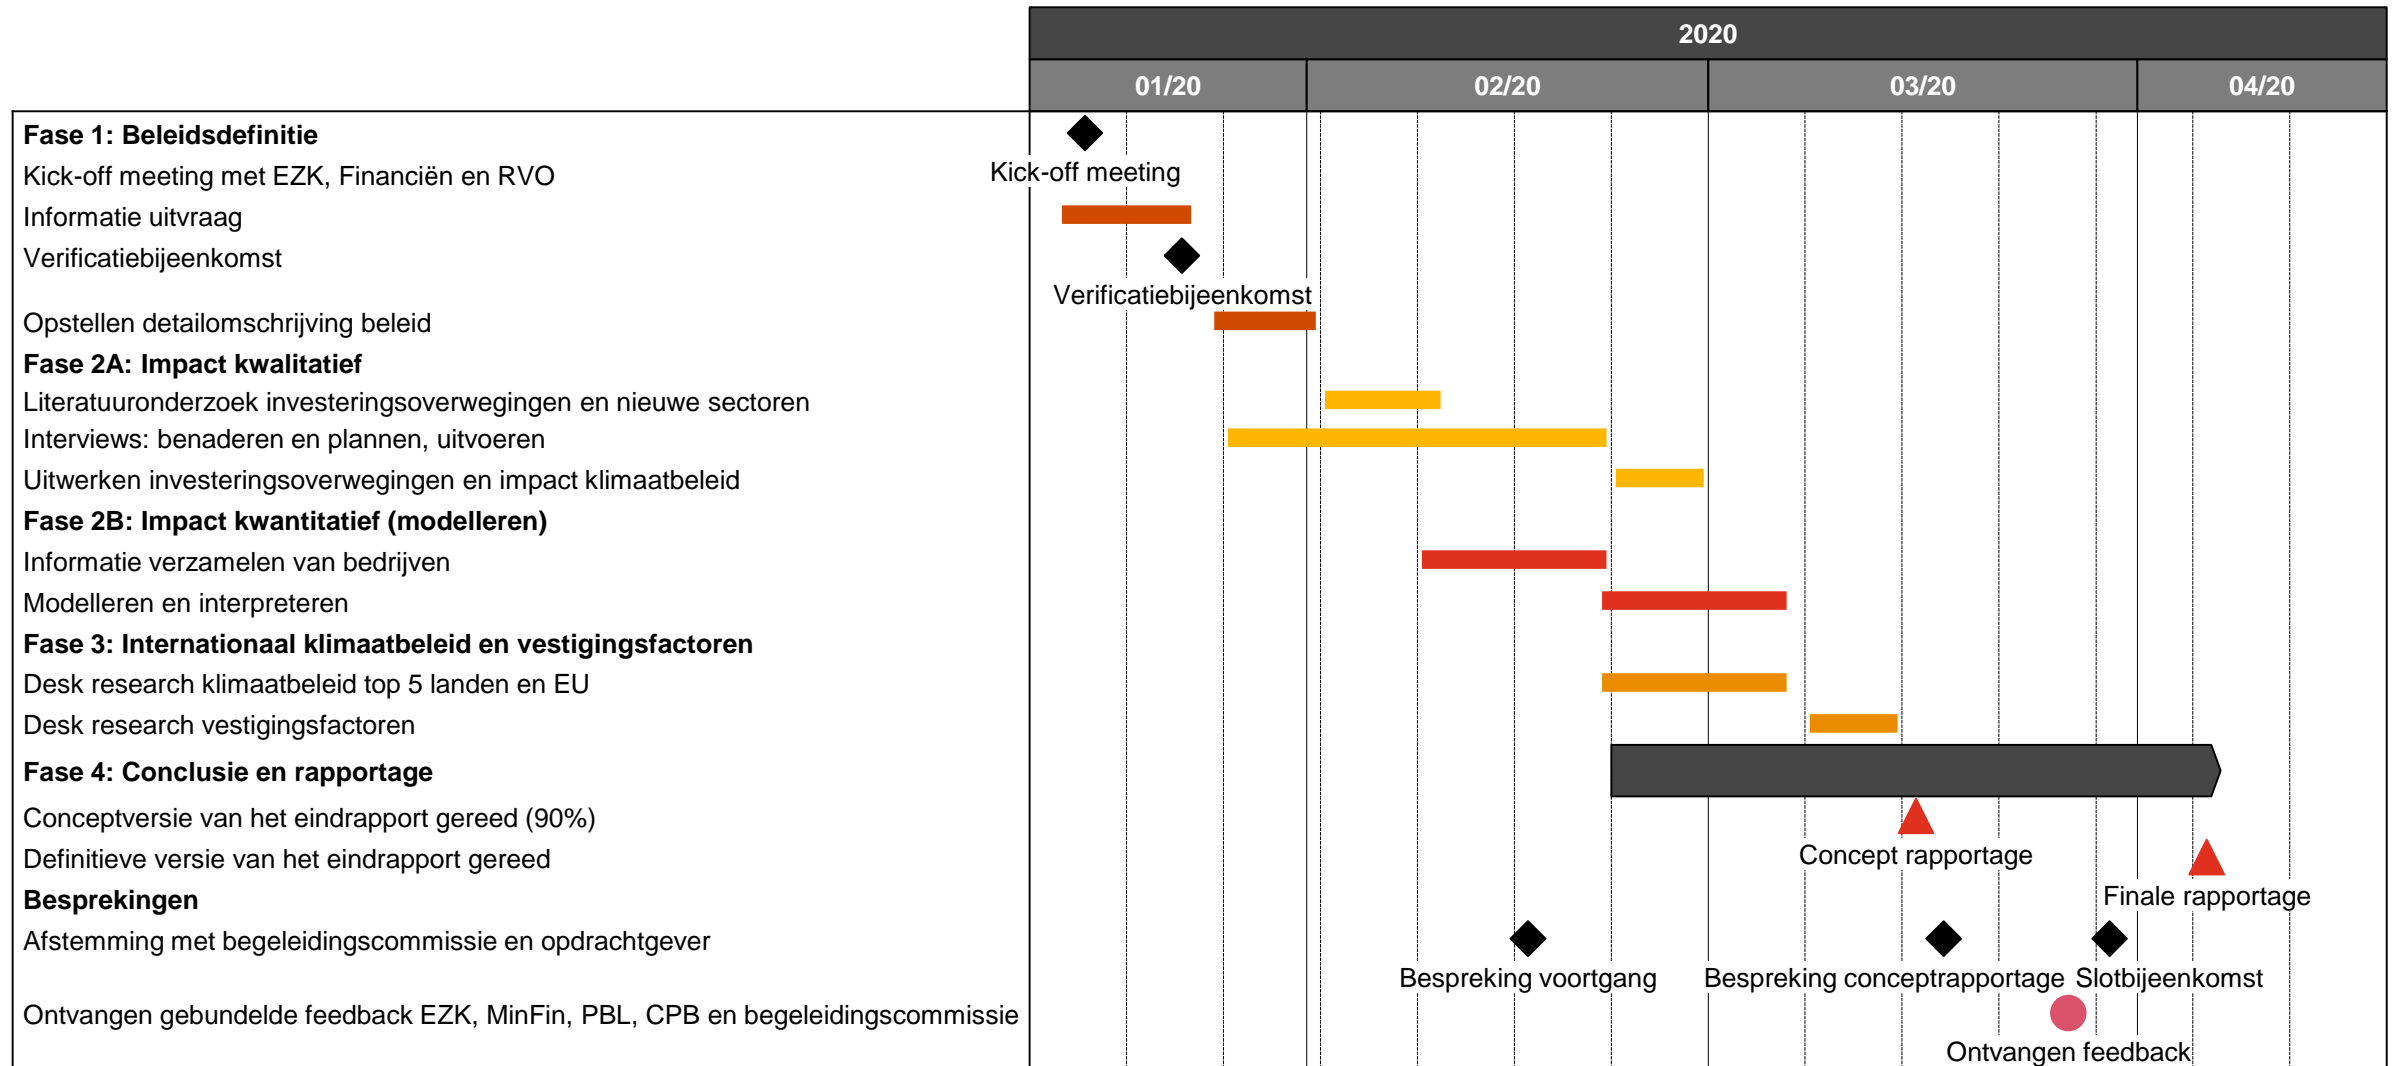 2020
01/20 02/20 03/20 04/20
Fase 1: Beleidsdefinitie
Kick-off meeting met EZK, Financiën en RVO
Kick-off meeting
Informatie uitvraag
Verificatiebijeenkomst
Verificatiebijeenkomst
Opstellen detailomschrijving beleid
Fase 2A: Impact kwalitatief
Literatuuronderzoek investeringsoverwegingen en nieuwe sectoren
Interviews: benaderen en plannen, uitvoeren
Uitwerken investeringsoverwegingen en impact klimaatbeleid
Fase 2B: Impact kwantitatief (modelleren)
Informatie verzamelen van bedrijven
Modelleren en interpreteren
Fase 3: Internationaal klimaatbeleid en vestigingsfactoren
Desk research klimaatbeleid top 5 landen en EU
Desk research vestigingsfactoren
Fase 4: Conclusie en rapportage
Conceptversie van het eindrapport gereed (90%)
Concept rapportage
Definitieve versie van het eindrapport gereed
Finale rapportage
Besprekingen
Afstemming met begeleidingscommissie en opdrachtgever
Bespreking voortgang Bespreking conceptrapportage Slotbijeenkomst
Ontvangen gebundelde feedback EZK, MinFin, PBL, CPB en begeleidingscommissie
Ontvangen feedback